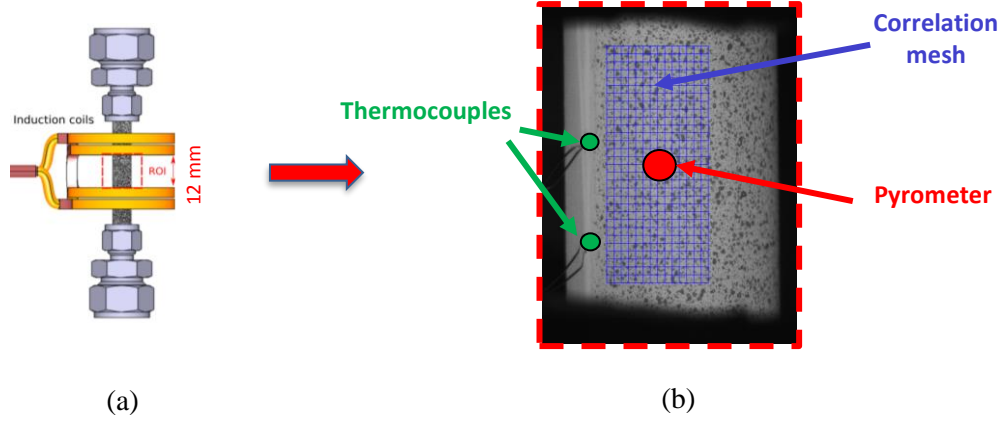 Induction coils
ROI
12 mm
(a)
Correlation
mesh
Thermocouples
Pyrometer
(b)